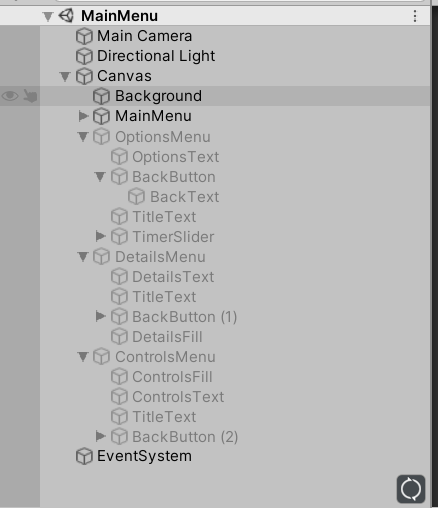 MainMenu
Main Camera
Directional Light
Canvas
Background
MainMenu
OptionsMenu
OptionsText
BackButton
BackText
TitleText
TimerSlider
DetailsMenu
DetailsText
TitleText
BackButton (1)
DetailsFill
ControlsMenu
ControlsFill
ControlsText
TitleText
BackButton (2)
EventSystem